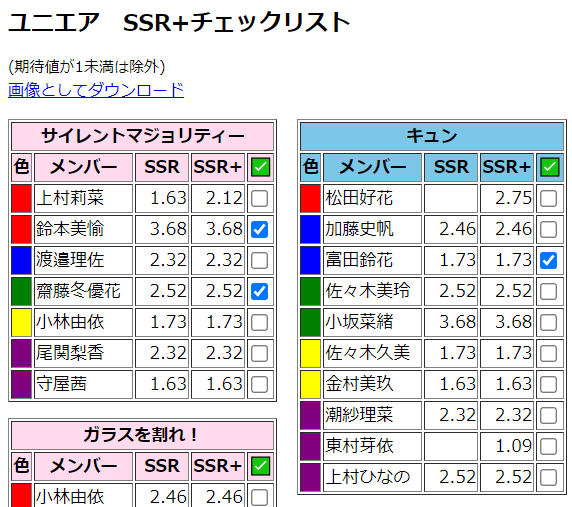 ユニエア　SSR+チェックリスト
(期待値が1未満は除外)
画像としてダウンロード
サイレントマジョリティー
色 メンバー SSR SSR+ ✅
上村莉菜 1.63 2.12
鈴本美愉 3.68 3.68
渡邉理佐 2.32 2.32
齋藤冬優花 2.52 2.52
小林由依 1.73 1.73
尾関梨香 2.32 2.32
守屋茜 1.63 1.63
ガラスを割れ！
色 メンバー SSR SSR+ ✅
小林由依 2.46 2.46
キュン
色 メンバー SSR SSR+ ✅
松田好花 2.75
加藤史帆 2.46 2.46
富田鈴花 1.73 1.73
佐々木美玲 2.52 2.52
小坂菜緒 3.68 3.68
佐々木久美 1.73 1.73
金村美玖 1.63 1.63
潮紗理菜 2.32 2.32
東村芽依 1.09
上村ひなの 2.52 2.52